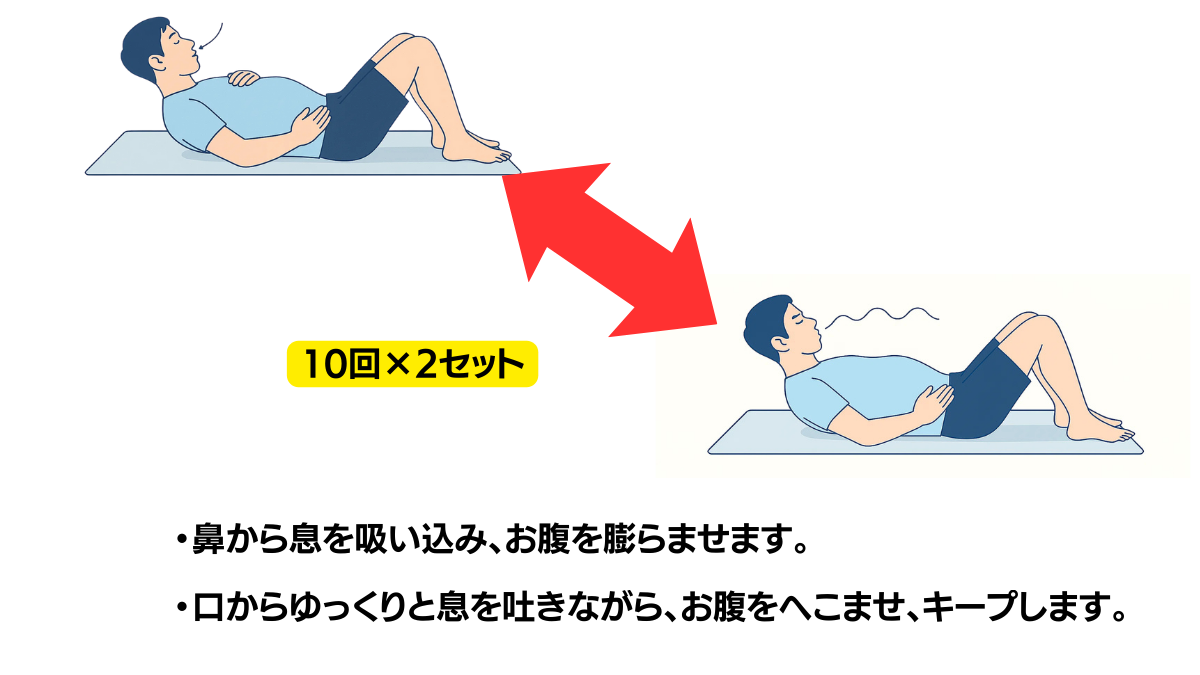 10回×2セット
・鼻から息を吸い込み、お腹を膨らませます。
・口からゆっくりと息を吐きながら、お腹をへこませ、キープします。